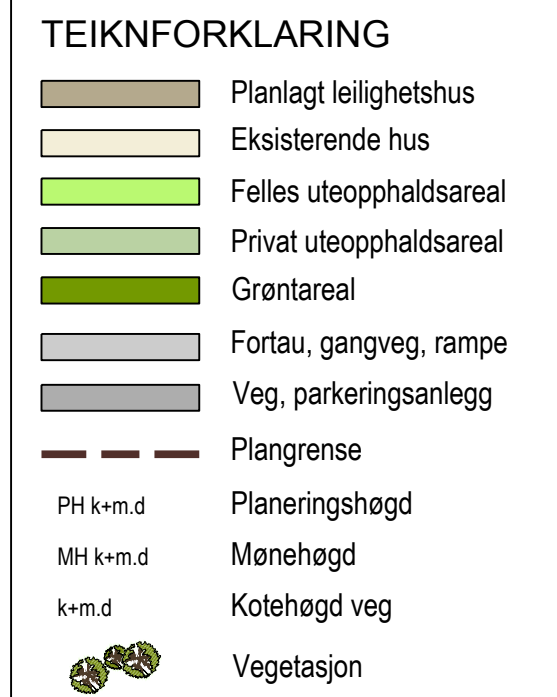 TEIKNFORKLARING
Planlagt leilighetshus
Eksisterende hus
Felles uteopphaldsareal
Privat uteopphaldsareal
Grøntareal
Fortau, gangveg, rampe
Veg, parkeringsanlegg
Plangrense
PH k+m.d Planeringshøgd
MH k+m.d Mønehøgd
k+m.d Kotehøgd veg
Vegetasjon